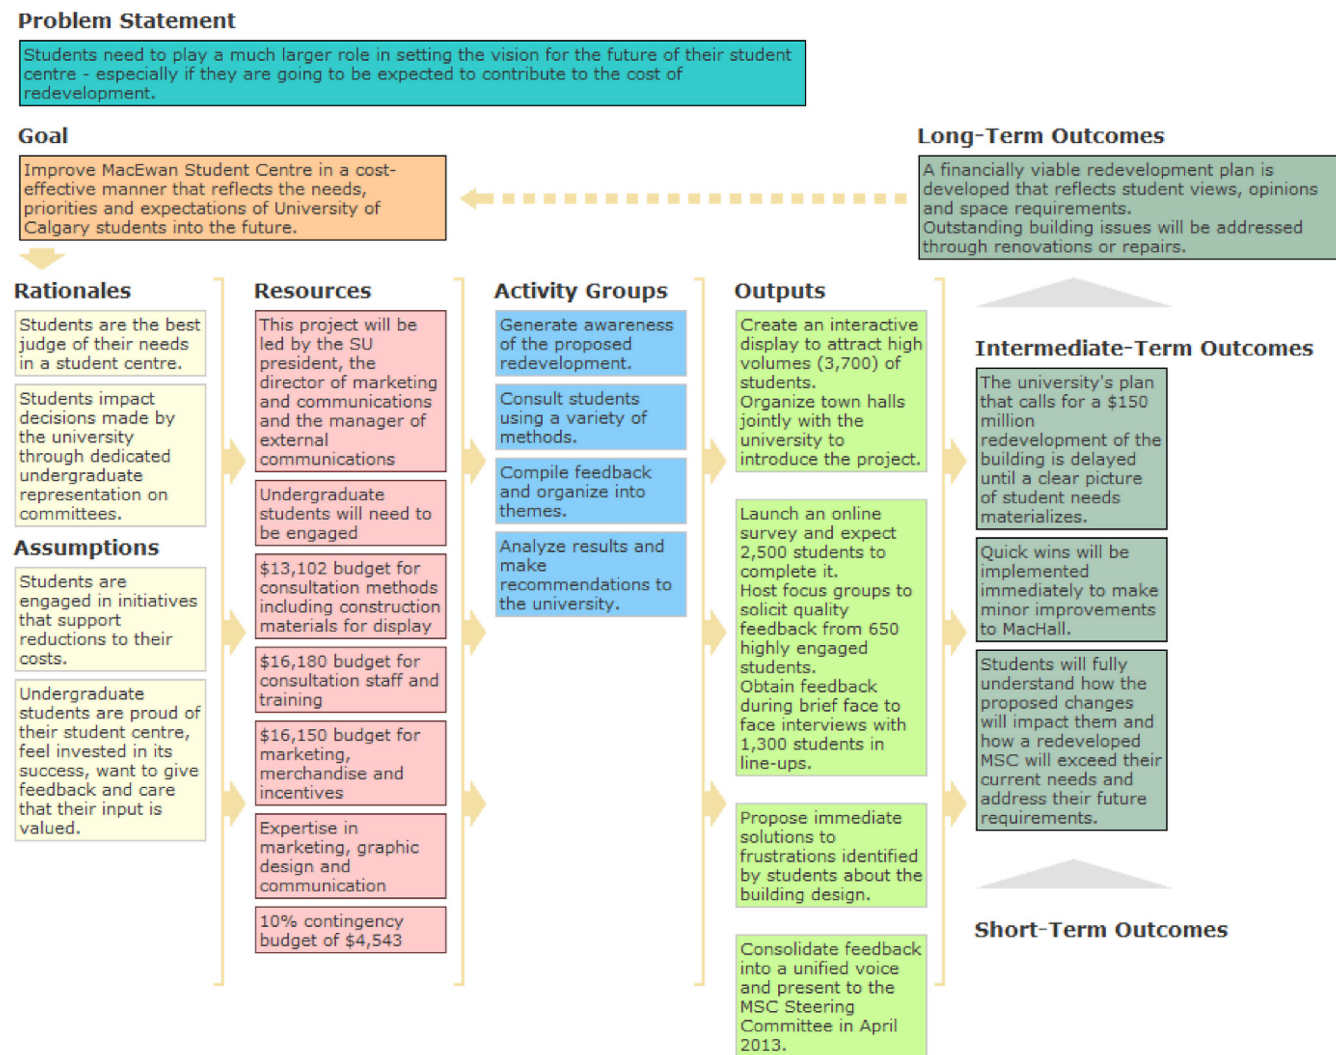 Problem Statement
Students need to play a much larger role in setting the vision for the future of their student
centre - especially if they are going to be expected to contribute to the cost of
redevelopment.
Goal
Improve MacEwan Student Centre in a cost-
effective manner that reflects the needs,
priorities and expectations of University of
Calgary students into the future.
Long-Term Outcomes
A financially viable redevelopment plan is
developed that reflects student views, opinions
and space requirements.
Outstanding building issues will be addressed
through renovations or repairs.
Rationales
Students are the best
judge of their needs
in a student centre.
Students impact
decisions made by
the university
through dedicated
undergraduate
representation on
committees.
Assumptions
Students are
engaged in initiatives
that support
reductions to their
costs.
Undergraduate
students are proud of
their student centre,
feel invested in its
success, want to give
feedback and care
that their input is
valued.
Resources
This project will be
led by the SU
president, the
director of marketing
and communications
and the manager of
external
communications
Undergraduate
students will need to
be engaged
$13,102 budget for
consultation methods
including construction
materials for display
$16,180 budget for
consultation staff and
training
$16,150 budget for
marketing,
merchandise and
incentives
Expertise in
marketing, graphic
design and
communication
10% contingency
budget of $4,543
Activity Groups
Generate awareness
of the proposed
redevelopment.
Consult students
using a variety of
methods.
Compile feedback
and organize into
themes.
Analyze results and
make
recommendations to
the university.
Outputs
Create an interactive
display to attract high
volumes (3,700) of
students.
Organize town halls
jointly with the
university to
introduce the project.
Launch an online
survey and expect
2,500 students to
complete it.
Host focus groups to
solicit quality
feedback from 650
highly engaged
students.
Obtain feedback
during brief face to
face interviews with
1,300 students in
line-ups.
Propose immediate
solutions to
frustrations identified
by students about the
building design.
Consolidate feedback
into a unified voice
and present to the
MSC Steering
Committee in April
2013.
Intermediate-Term Outcomes
The university's plan
that calls for a $150
million
redevelopment of the
building is delayed
until a clear picture
of student needs
materializes.
Quick wins will be
implemented
immediately to make
minor improvements
to MacHall.
Students will fully
understand how the
proposed changes
will impact them and
how a redeveloped
MSC will exceed their
current needs and
address their future
requirements.
Short-Term Outcomes